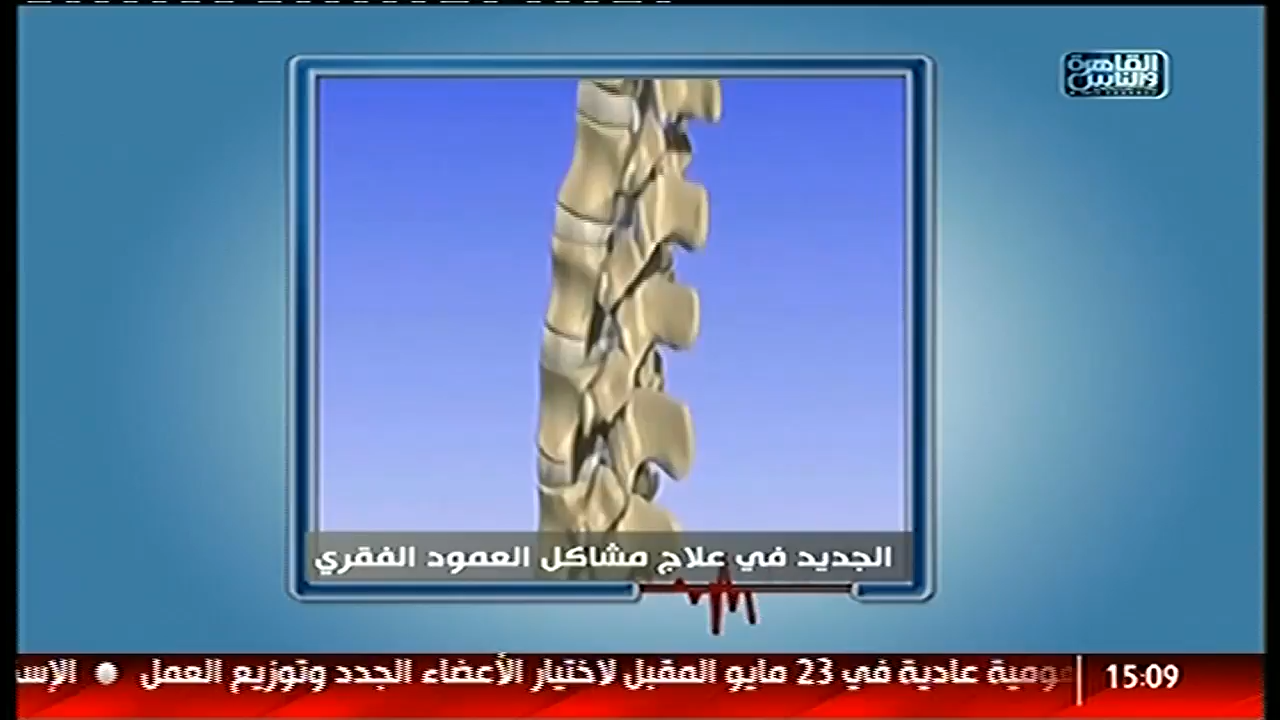 القاهرة
والناس
الجديد في علاج مشاكل العمود الفقري
15:09
عادية في 23 مايو المقبل لاختيار الأعضاء الجدد وتوزيع العمل